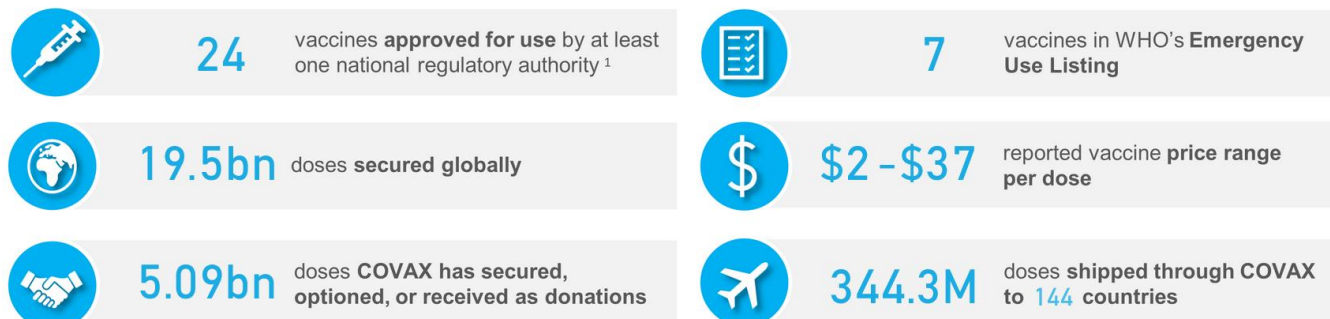 24
vaccines approved for use by at least
one national regulatory authority 1
7
vaccines in WHO's Emergency
Use Listing
19.5bn
doses secured globally
$2 -$37
reported vaccine price range
per dose
5.09bn
doses COVAX has secured,
optioned, or received as donations
344.3M
doses shipped through COVAX
to 144 countries